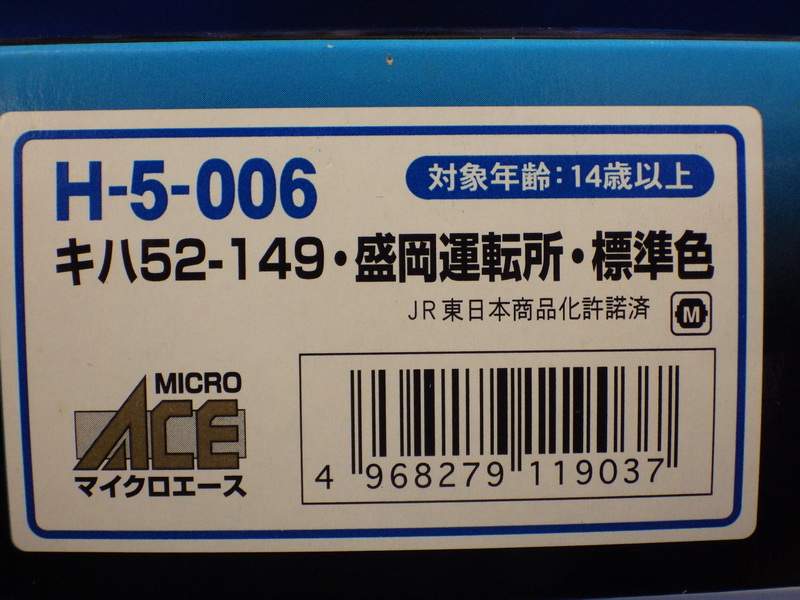 H-5-006
対象年齢：14歳以上
キハ52-149・盛岡運転所・標準色
JR東日本商品化許諾済
M
MICRO
ACE
マイクロエース
4 968279 119037